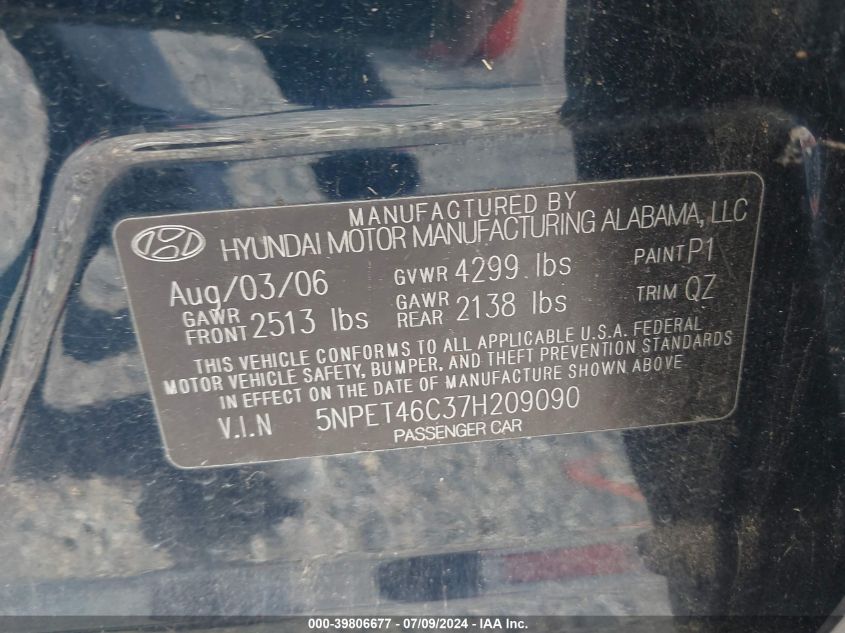 MANUFACTURED BY
HYUNDAI MOTOR MANUFACTURING ALABAMA, LLC
Aug/03/06 GVWR 4299 lbs PAINT P1
GAWR FRONT 2513 lbs GAWR REAR 2138 lbs TRIM QZ
THIS VEHICLE CONFORMS TO ALL APPLICABLE U.S.A. FEDERAL
MOTOR VEHICLE SAFETY, BUMPER, AND THEFT PREVENTION STANDARDS
IN EFFECT ON THE DATE OF MANUFACTURE SHOWN ABOVE
V.I.N 5NPET46C37H209090
PASSENGER CAR
000-39806677 / 07/09/2024 - IAA Inc.